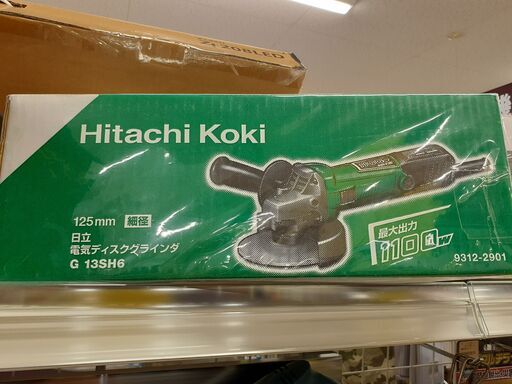 Hitachi Koki
125mm 細径
日立
電気ディスクグラインダ
G 13SH6
最大出力
1100W
9312-2901